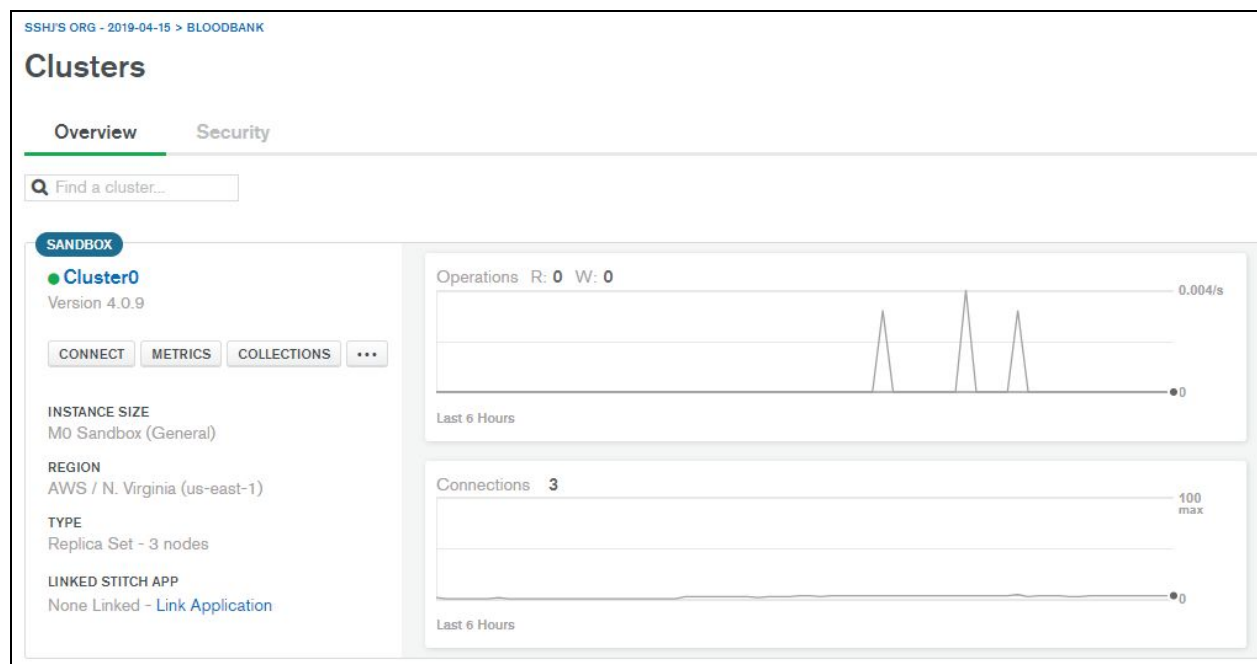 SSHJ'S ORG - 2019-04-15 > BLOODBANK
Clusters
Overview Security
Find a cluster...
SANDBOX
Cluster0
Version 4.0.9
CONNECT METRICS COLLECTIONS ...
INSTANCE SIZE
M0 Sandbox (General)
REGION
AWS / N. Virginia (us-east-1)
TYPE
Replica Set - 3 nodes
LINKED STITCH APP
None Linked - Link Application
Operations R: 0 W: 0
0.004/s
0
Last 6 Hours
Connections 3
100
max
0
Last 6 Hours